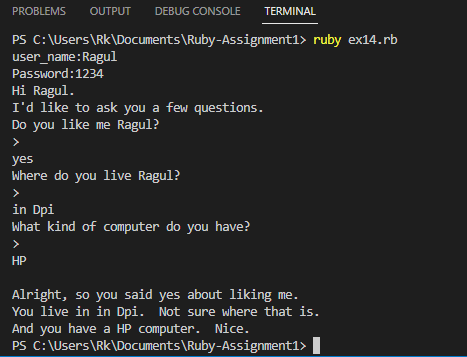 PROBLEMS OUTPUT DEBUG CONSOLE TERMINAL
PS C:\Users\Rk\Documents\Ruby-Assignment1> ruby ex14.rb
user_name:Ragul
Password:1234
Hi Ragul.
I'd like to ask you a few questions.
Do you like me Ragul?
>
yes
Where do you live Ragul?
>
in Dpi
What kind of computer do you have?
>
HP
Alright, so you said yes about liking me.
You live in in Dpi.  Not sure where that is.
And you have a HP computer.  Nice.
PS C:\Users\Rk\Documents\Ruby-Assignment1>